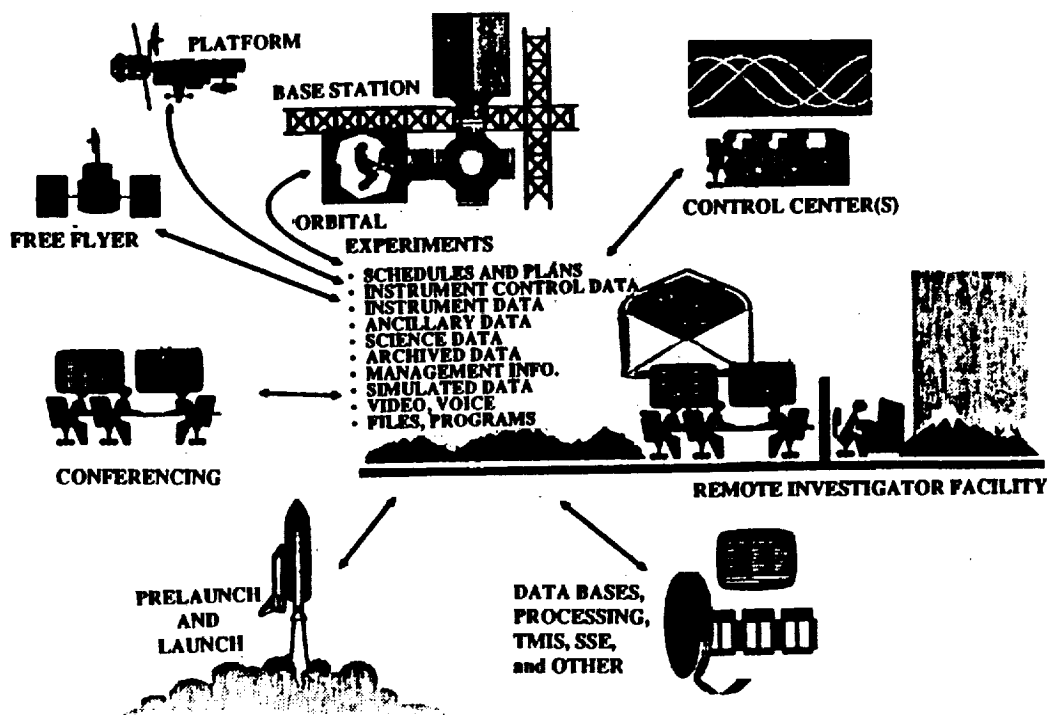 PLATFORM
BASE STATION
FREE FLYER
ORBITAL
EXPERIMENTS
• SCHEDULES AND PLANS
• INSTRUMENT CONTROL DATA
• INSTRUMENT DATA
• ANCILLARY DATA
• SCIENCE DATA
• ARCHIVED DATA
• MANAGEMENT INFO.
• SIMULATED DATA
• VIDEO, VOICE
• FILES, PROGRAMS
CONTROL CENTER(S)
CONFERENCING
REMOTE INVESTIGATOR FACILITY
PRELAUNCH
AND
LAUNCH
DATA BASES,
PROCESSING,
TMIS, SSE,
and OTHER